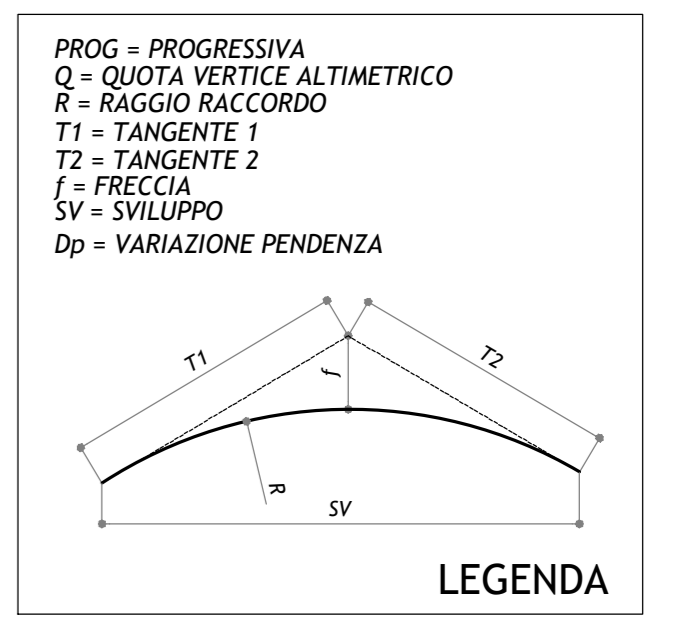 PROG = PROGRESSIVA
Q = QUOTA VERTICE ALTIMETRICO
R = RAGGIO RACCORDO
T1 = TANGENTE 1
T2 = TANGENTE 2
f = FRECCIA
SV = SVILUPPO
Dp = VARIAZIONE PENDENZA
T1
T2
f
R
SV
LEGENDA